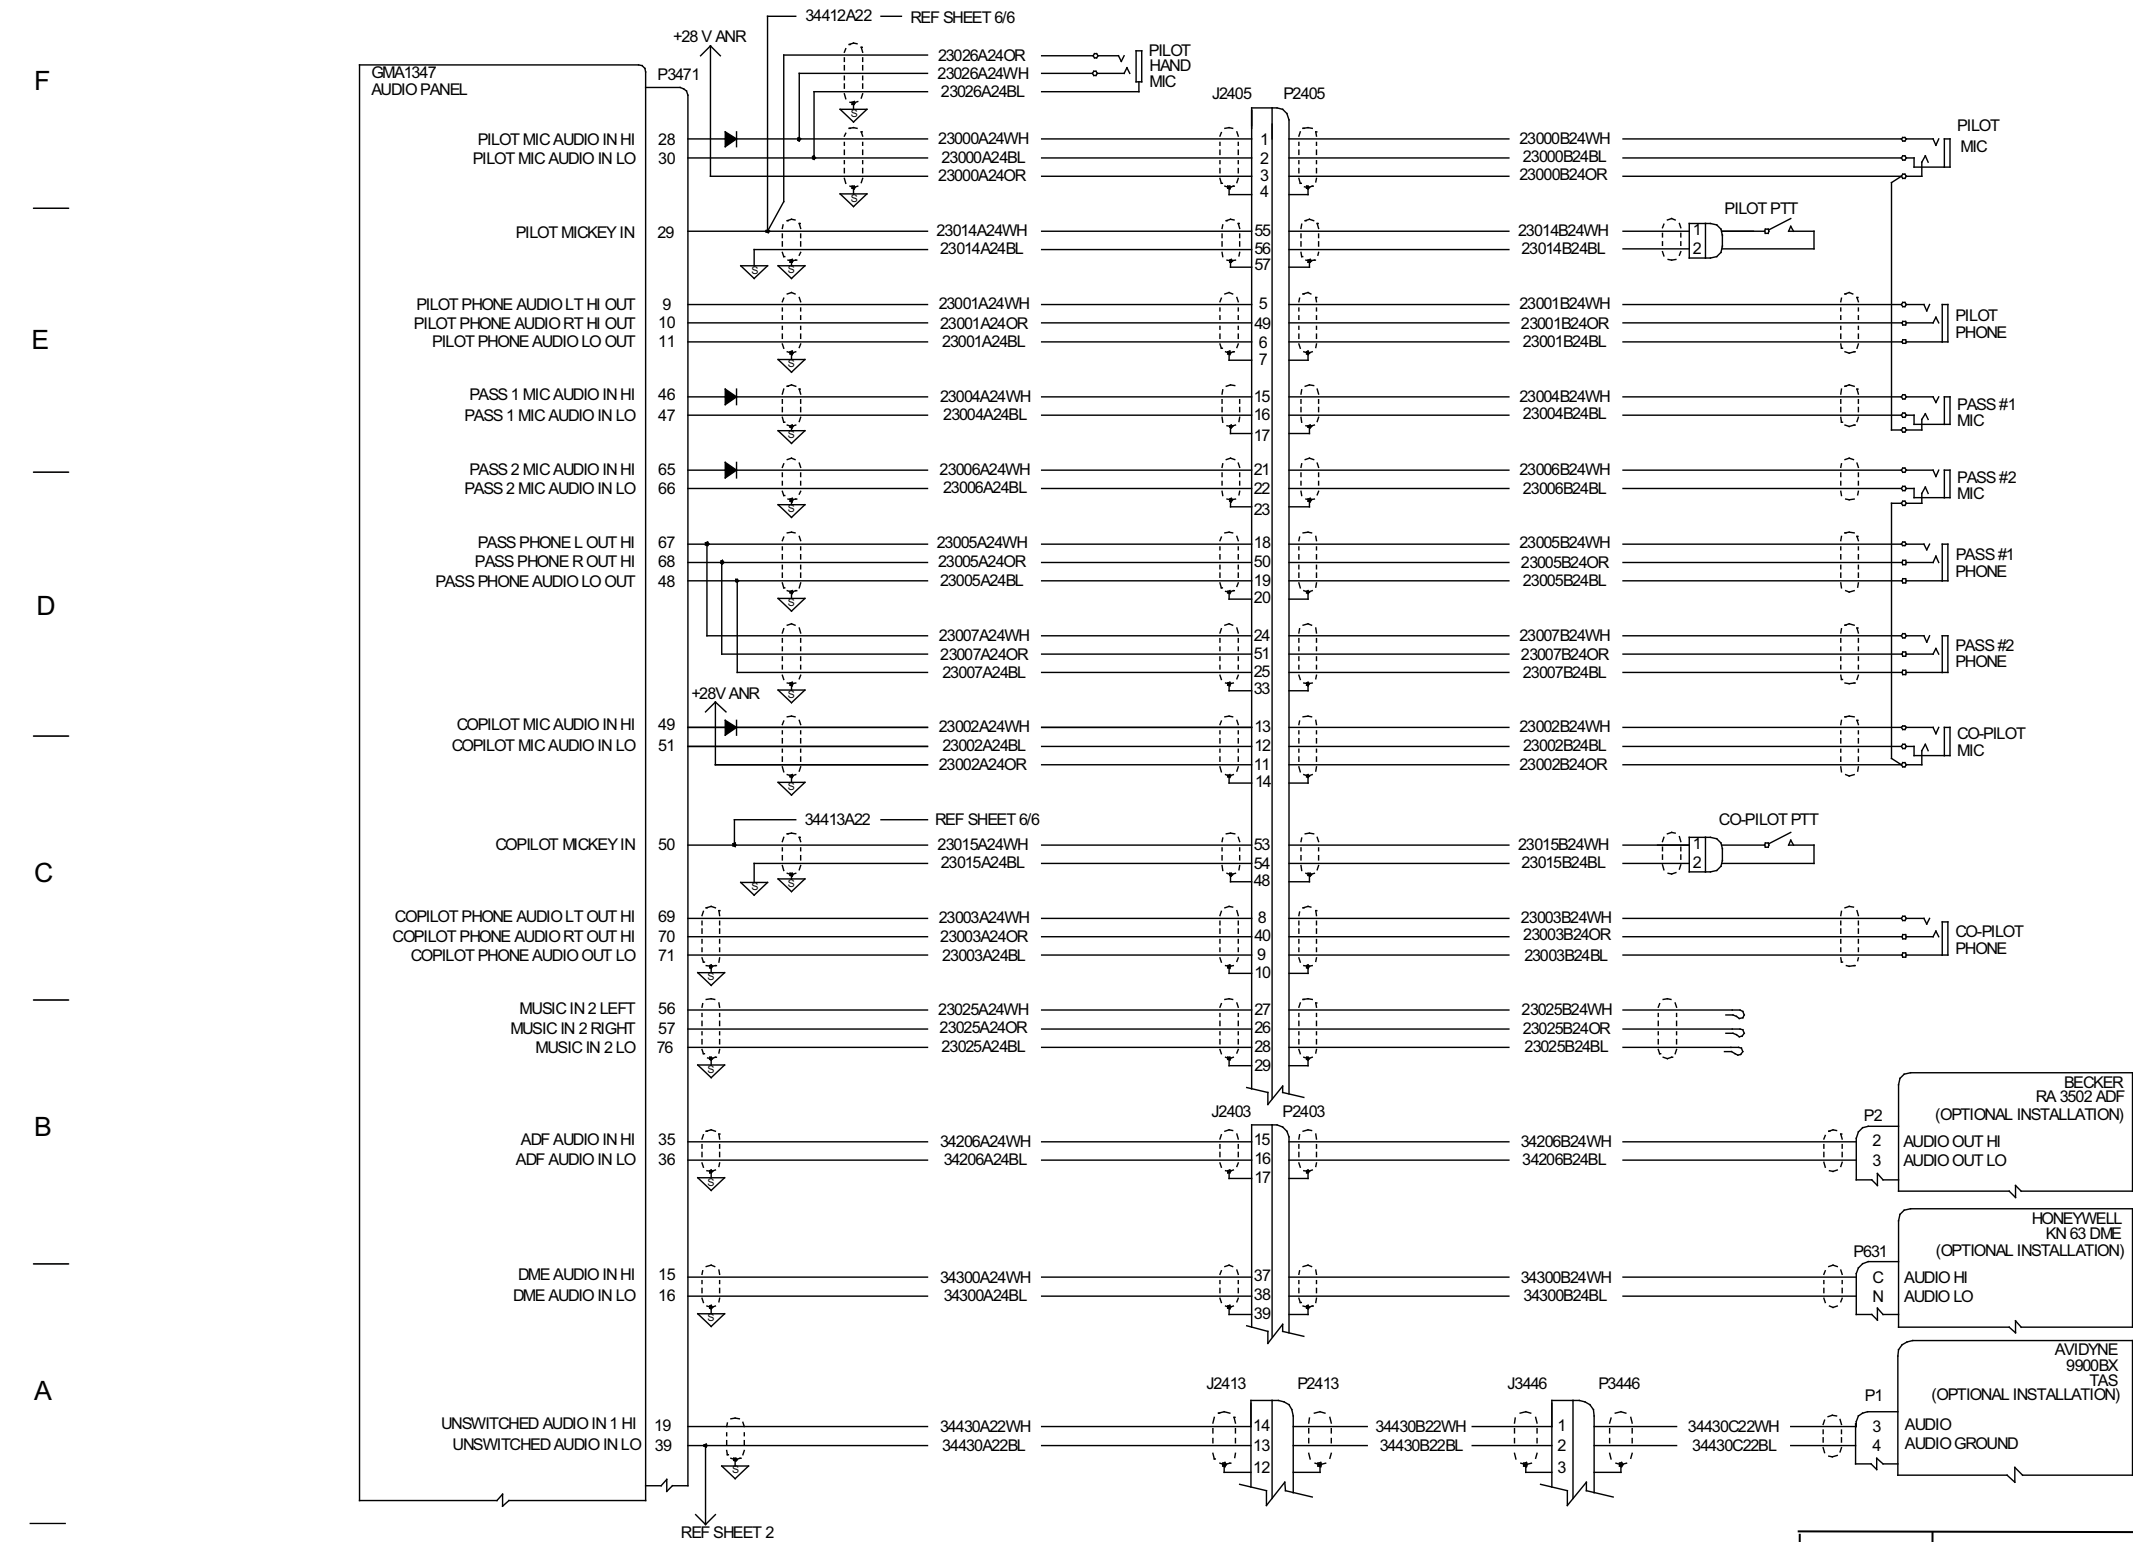 34412A22 REF SHEET 6/6
+28 V ANR
F
GMA1347
AUDIO PANEL
P3471
23026A24OR
23026A24WH
23026A24BL
PILOT
HAND
MIC
J2405 P2405
PILOT MIC AUDIO IN HI 28 23000A24WH 1 23000B24WH
PILOT MIC AUDIO IN LO 30 23000A24BL 2 23000B24BL
23000A24OR 3 23000B24OR
4
PILOT
MIC
PILOT PTT
PILOT MICKEY IN 29 23014A24WH 55 23014B24WH 1
23014A24BL 56 23014B24BL 2
S S 57
E
PILOT PHONE AUDIO LT HI OUT 9 23001A24WH 5 23001B24WH
PILOT PHONE AUDIO RT HI OUT 10 23001A24OR 49 23001B24OR
PILOT PHONE AUDIO LO OUT 11 23001A24BL 6 23001B24BL
S 7
PILOT
PHONE
PASS 1 MIC AUDIO IN HI 46 23004A24WH 15 23004B24WH
PASS 1 MIC AUDIO IN LO 47 23004A24BL 16 23004B24BL
S 17
PASS #1
MIC
PASS 2 MIC AUDIO IN HI 65 23006A24WH 21 23006B24WH
PASS 2 MIC AUDIO IN LO 66 23006A24BL 22 23006B24BL
S 23
PASS #2
MIC
PASS PHONE L OUT HI 67 23005A24WH 18 23005B24WH
PASS PHONE R OUT HI 68 23005A24OR 50 23005B24OR
PASS PHONE AUDIO LO OUT 48 23005A24BL 19 23005B24BL
S 20
PASS #1
PHONE
D
23007A24WH 24 23007B24WH
23007A24OR 51 23007B24OR
23007A24BL 25 23007B24BL
S 33
PASS #2
PHONE
+28V ANR
COPILOT MIC AUDIO IN HI 49 23002A24WH 13 23002B24WH
COPILOT MIC AUDIO IN LO 51 23002A24BL 12 23002B24BL
23002A24OR 11 23002B24OR
S 14
CO-PILOT
MIC
34413A22 REF SHEET 6/6
CO-PILOT PTT
COPILOT MICKEY IN 50 23015A24WH 53 23015B24WH 1
23015A24BL 54 23015B24BL 2
S S 48
C
COPILOT PHONE AUDIO LT OUT HI 69 23003A24WH 8 23003B24WH
COPILOT PHONE AUDIO RT OUT HI 70 23003A24OR 40 23003B24OR
COPILOT PHONE AUDIO OUT LO 71 23003A24BL 9 23003B24BL
S 10
CO-PILOT
PHONE
MUSIC IN 2 LEFT 56 23025A24WH 27 23025B24WH
MUSIC IN 2 RIGHT 57 23025A24OR 26 23025B24OR
MUSIC IN 2 LO 76 23025A24BL 28 23025B24BL
S 29
B
J2403 P2403
BECKER
RA 3502 ADF
(OPTIONAL INSTALLATION)
P2
ADF AUDIO IN HI 35 34206A24WH 15 34206B24WH 2 AUDIO OUT HI
ADF AUDIO IN LO 36 34206A24BL 16 34206B24BL 3 AUDIO OUT LO
S 17
HONEYWELL
KN 63 DME
(OPTIONAL INSTALLATION)
P631
DME AUDIO IN HI 15 34300A24WH 37 34300B24WH C AUDIO HI
DME AUDIO IN LO 16 34300A24BL 38 34300B24BL N AUDIO LO
S 39
A
AVIDYNE
9900BX
TAS
(OPTIONAL INSTALLATION)
J2413 P2413 J3446 P3446 P1
UNSWITCHED AUDIO IN 1 HI 19 34430A22WH 14 34430B22WH 1 34430C22WH 3 AUDIO
UNSWITCHED AUDIO IN LO 39 34430A22BL 13 34430B22BL 2 34430C22BL 4 AUDIO GROUND
S 12 3
REF SHEET 2